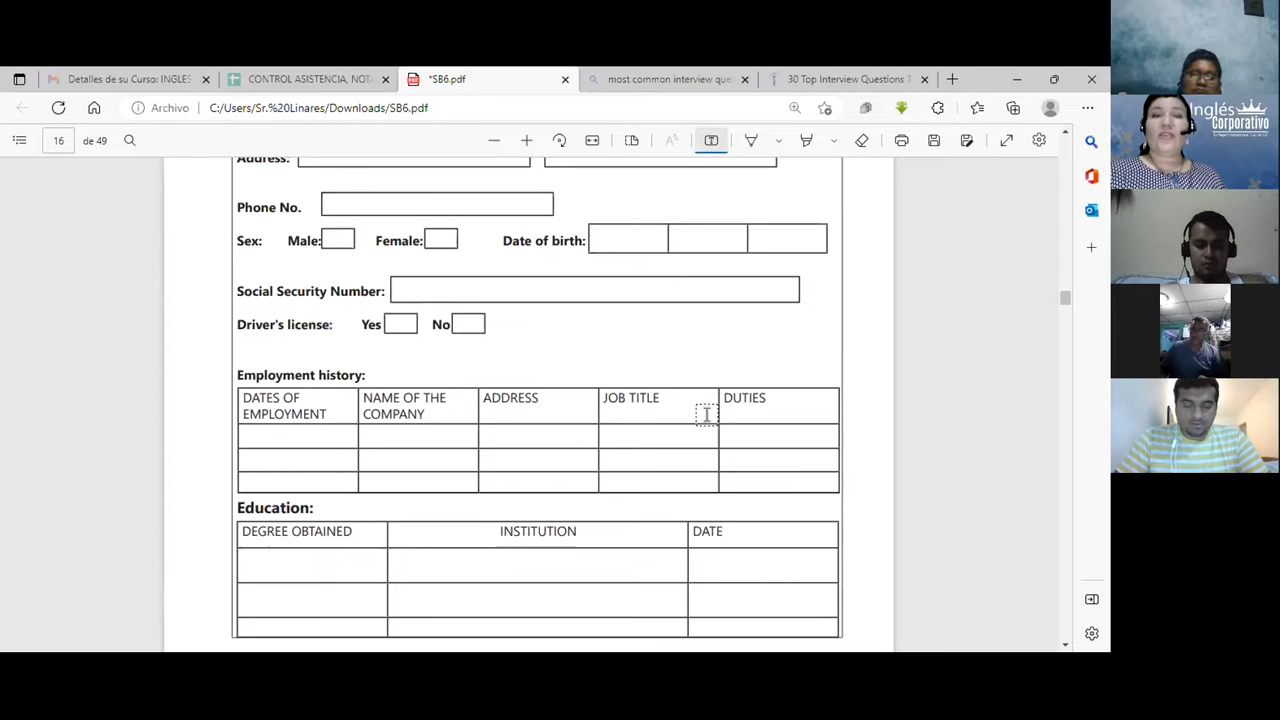 Detalles de su Curso: INGLES
CONTROL ASISTENCIA, NOTA
*SB6.pdf
most common interview que
30 Top Interview Questions T
Archivo
C:/Users/Sr.%20Linares/Downloads/SB6.pdf
16
de 49
Inglés
Corporativo
Address:
Phone No.
Sex: Male: Female: Date of birth:
Social Security Number:
Driver's license: Yes No
Employment history:
DATES OF EMPLOYMENT
NAME OF THE COMPANY
ADDRESS
JOB TITLE
DUTIES
Education:
DEGREE OBTAINED
INSTITUTION
DATE